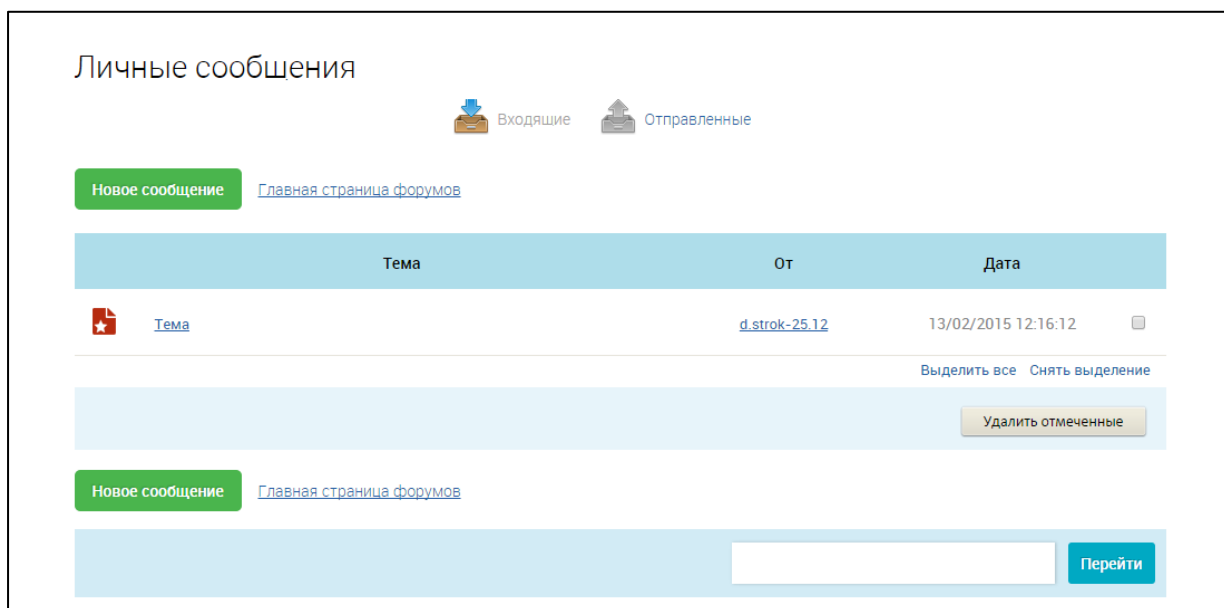 Личные сообщения
Входящие Отправленные
Новое сообщение Главная страница форумов
Тема От Дата
Тема d.strok-25.12 13/02/2015 12:16:12
Выделить все Снять выделение
Удалить отмеченные
Новое сообщение Главная страница форумов
Перейти